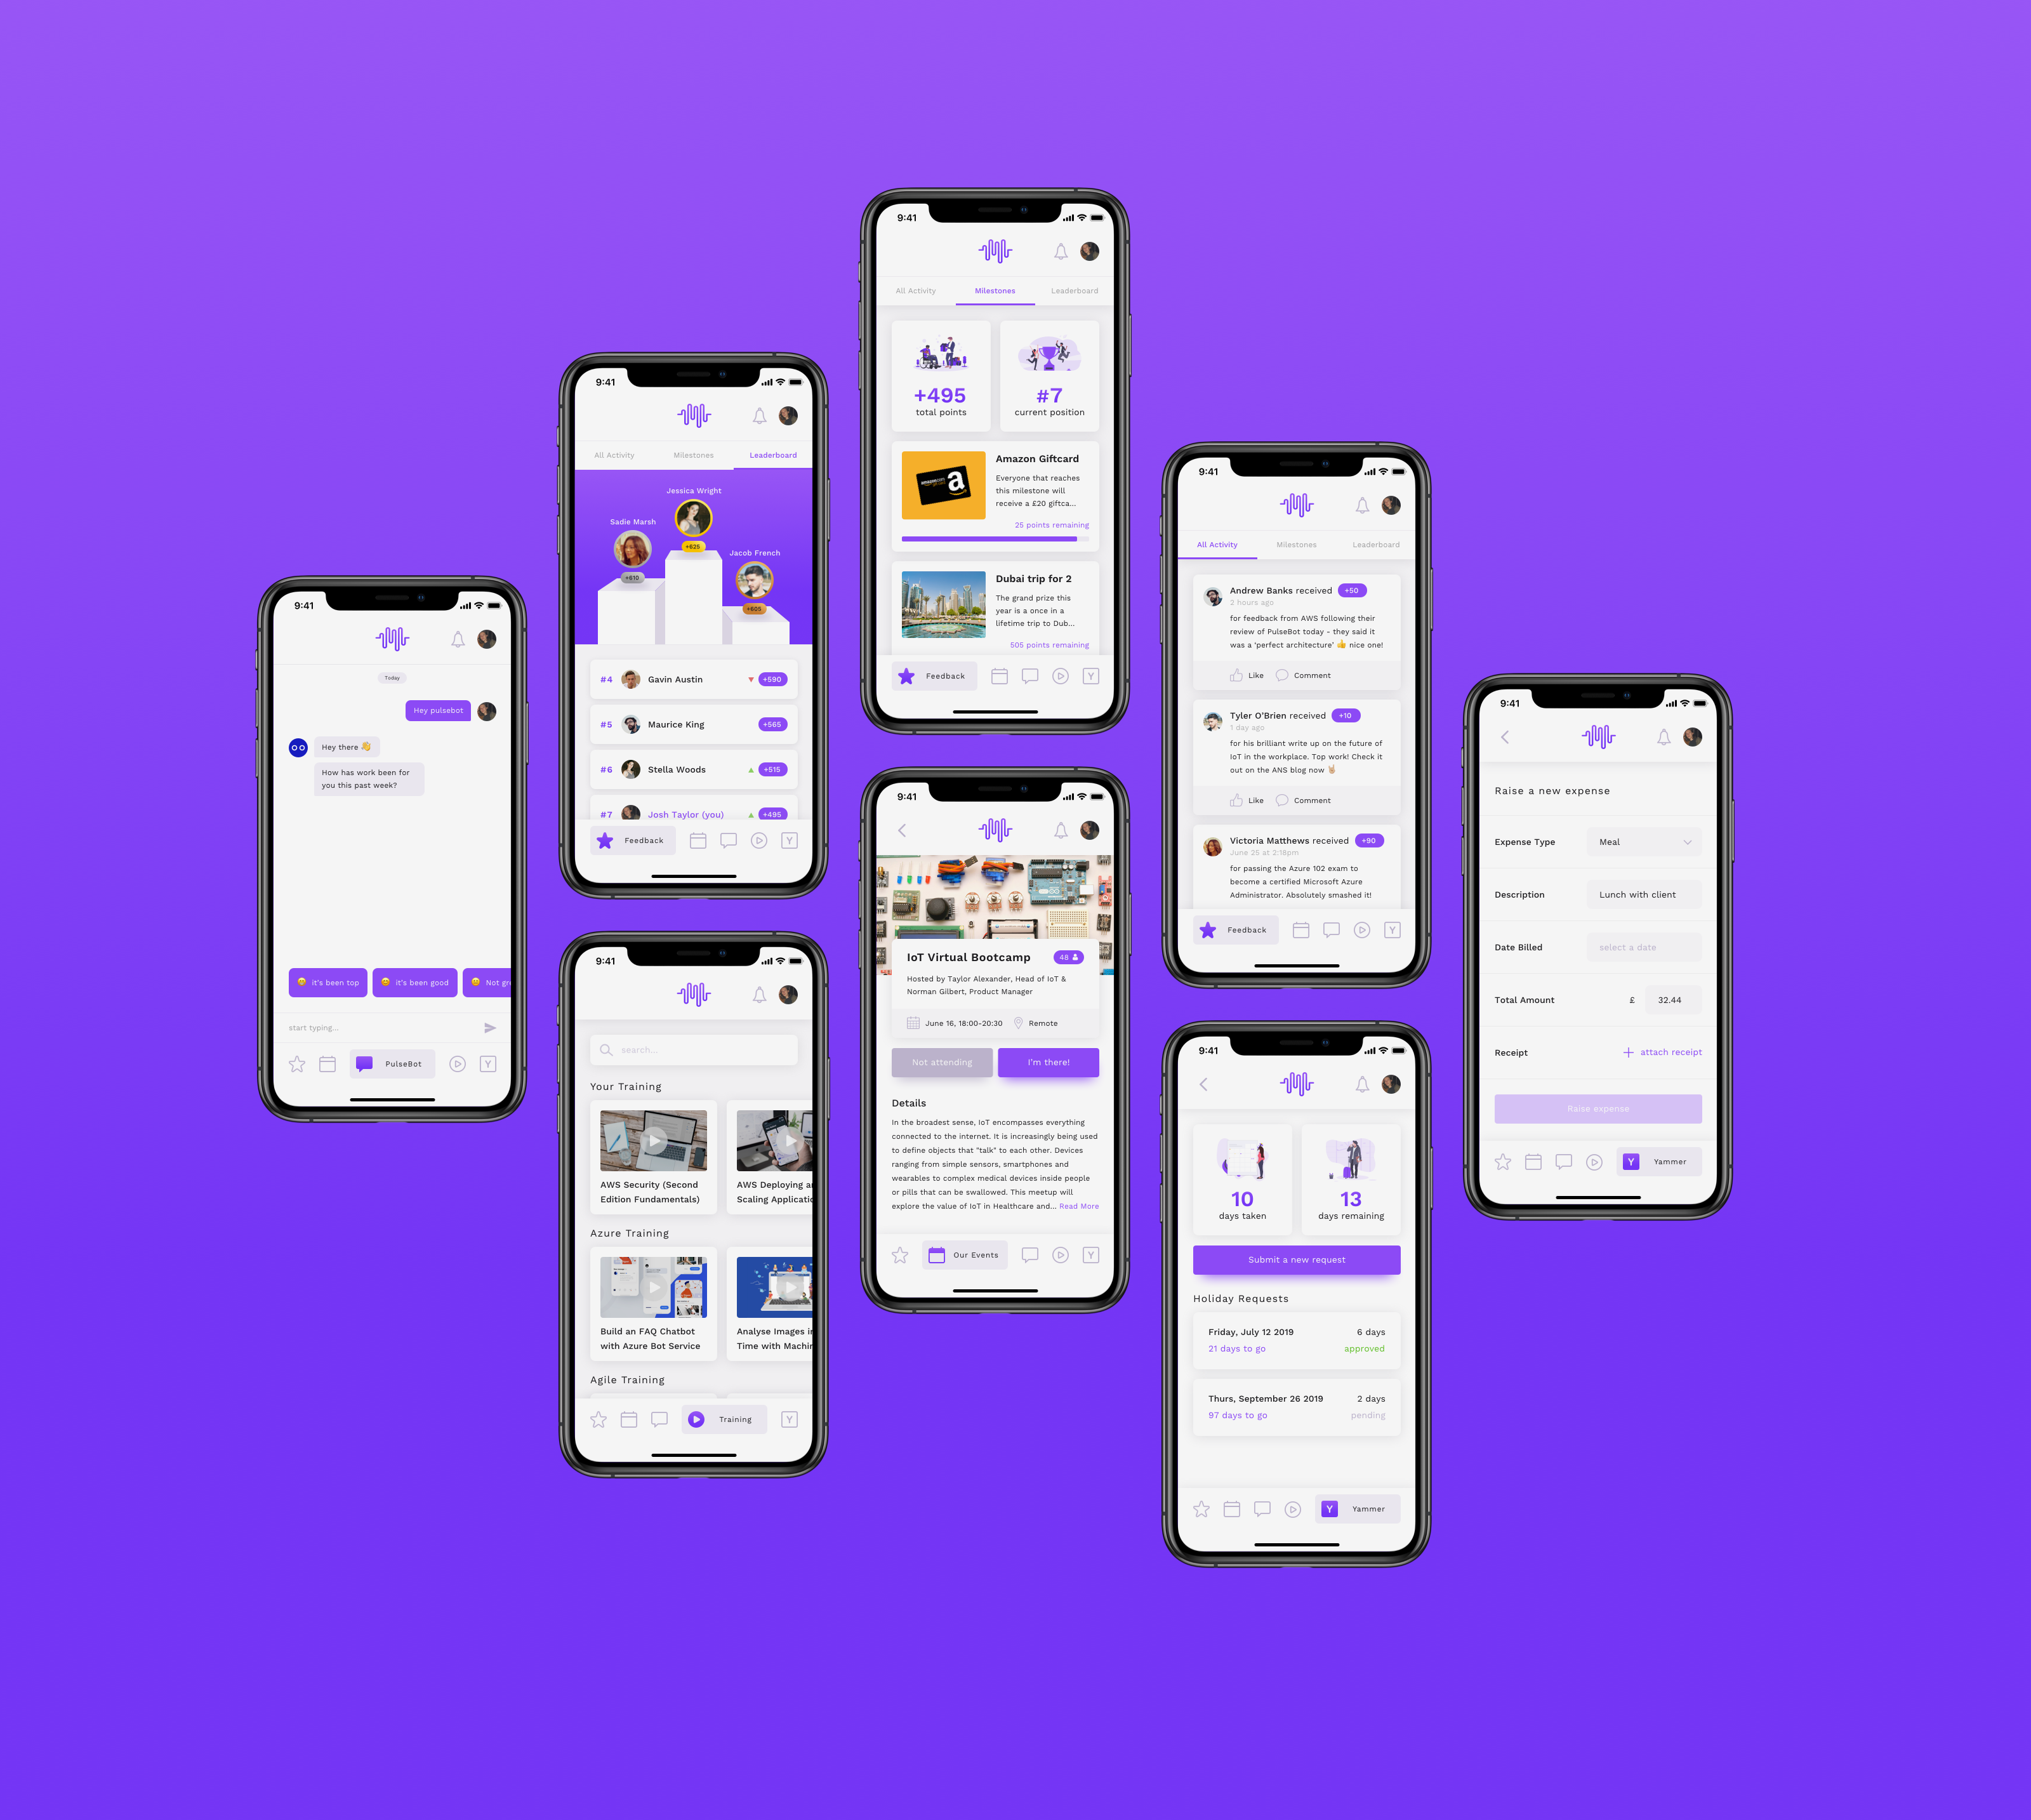 9:41
Today
Hey pulsebot
Hey there 👋
How has work been for
you this past week?
it's been top
it's been good
Not gr
start typing...
PulseBot
9:41
All Activity
Milestones
Leaderboard
Jessica Wright
+625
Sadie Marsh
+610
Jacob French
+605
#4 Gavin Austin +590
#5 Maurice King +565
#6 Stella Woods +515
#7 Josh Taylor (you) +495
Feedback
Y
9:41
search...
Your Training
AWS Security (Second
Edition Fundamentals)
AWS Deploying a
Scaling Applicatio
Azure Training
Build an FAQ Chatbot
with Azure Bot Service
Analyse Images i
Time with Machi
Agile Training
Training
Y
9:41
All Activity
Milestones
Leaderboard
+495
total points
#7
current position
a
Amazon Giftcard
Everyone that reaches
this milestone will
receive a £20 giftca...
25 points remaining
Dubai trip for 2
The grand prize this
year is a once in a
lifetime trip to Dub...
505 points remaining
Feedback
Y
9:41
IoT Virtual Bootcamp
48
Hosted by Taylor Alexander, Head of IoT &
Norman Gilbert, Product Manager
June 16, 18:00-20:30
Remote
Not attending
I'm there!
Details
In the broadest sense, IoT encompasses everything
connected to the internet. It is increasingly being used
to define objects that "talk" to each other. Devices
ranging from simple sensors, smartphones and
wearables to complex medical devices inside people
or pills that can be swallowed. This meetup will
explore the value of IoT in Healthcare and... Read More
Our Events
Y
9:41
All Activity
Milestones
Leaderboard
Andrew Banks received +50
2 hours ago
for feedback from AWS following their
review of PulseBot today - they said it
was a 'perfect architecture' 👍 nice one!
Like
Comment
Tyler O'Brien received +10
1 day ago
for his brilliant write up on the future of
IoT in the workplace. Top work! Check it
out on the ANS blog now 🤘
Like
Comment
Victoria Matthews received +90
June 25 at 2:18pm
for passing the Azure 102 exam to
become a certified Microsoft Azure
Administrator. Absolutely smashed it!
Feedback
Y
9:41
10
days taken
13
days remaining
Submit a new request
Holiday Requests
Friday, July 12 2019
6 days
21 days to go
approved
Thurs, September 26 2019
2 days
97 days to go
pending
Y Yammer
9:41
Raise a new expense
Expense Type
Meal
Description
Lunch with client
Date Billed
select a date
Total Amount
£ 32.44
Receipt
+ attach receipt
Raise expense
Y Yammer